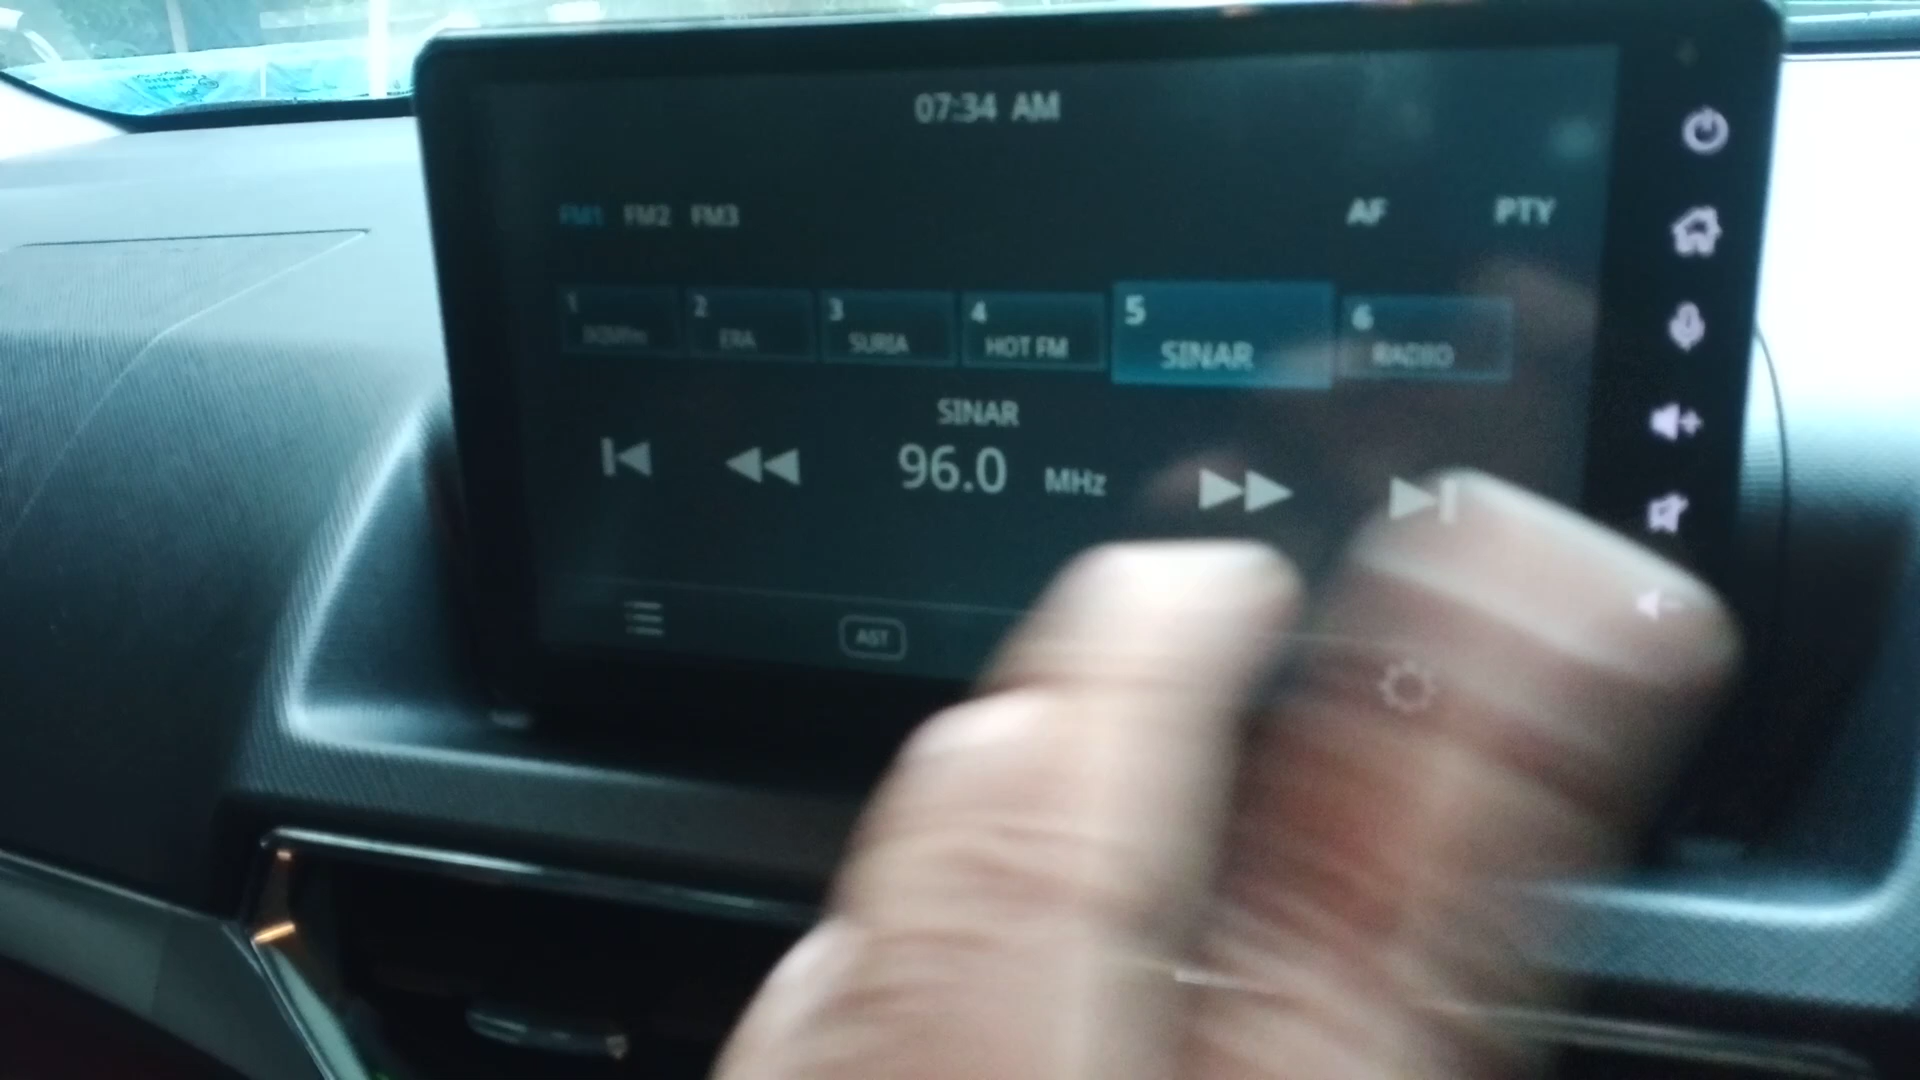 07:34 AM
FM1 FM2 FM3 AF PTY
1 2 3 4 5 6
ERA SURIA HOT FM SINAR RADIO
SINAR
96.0 MHz
AST